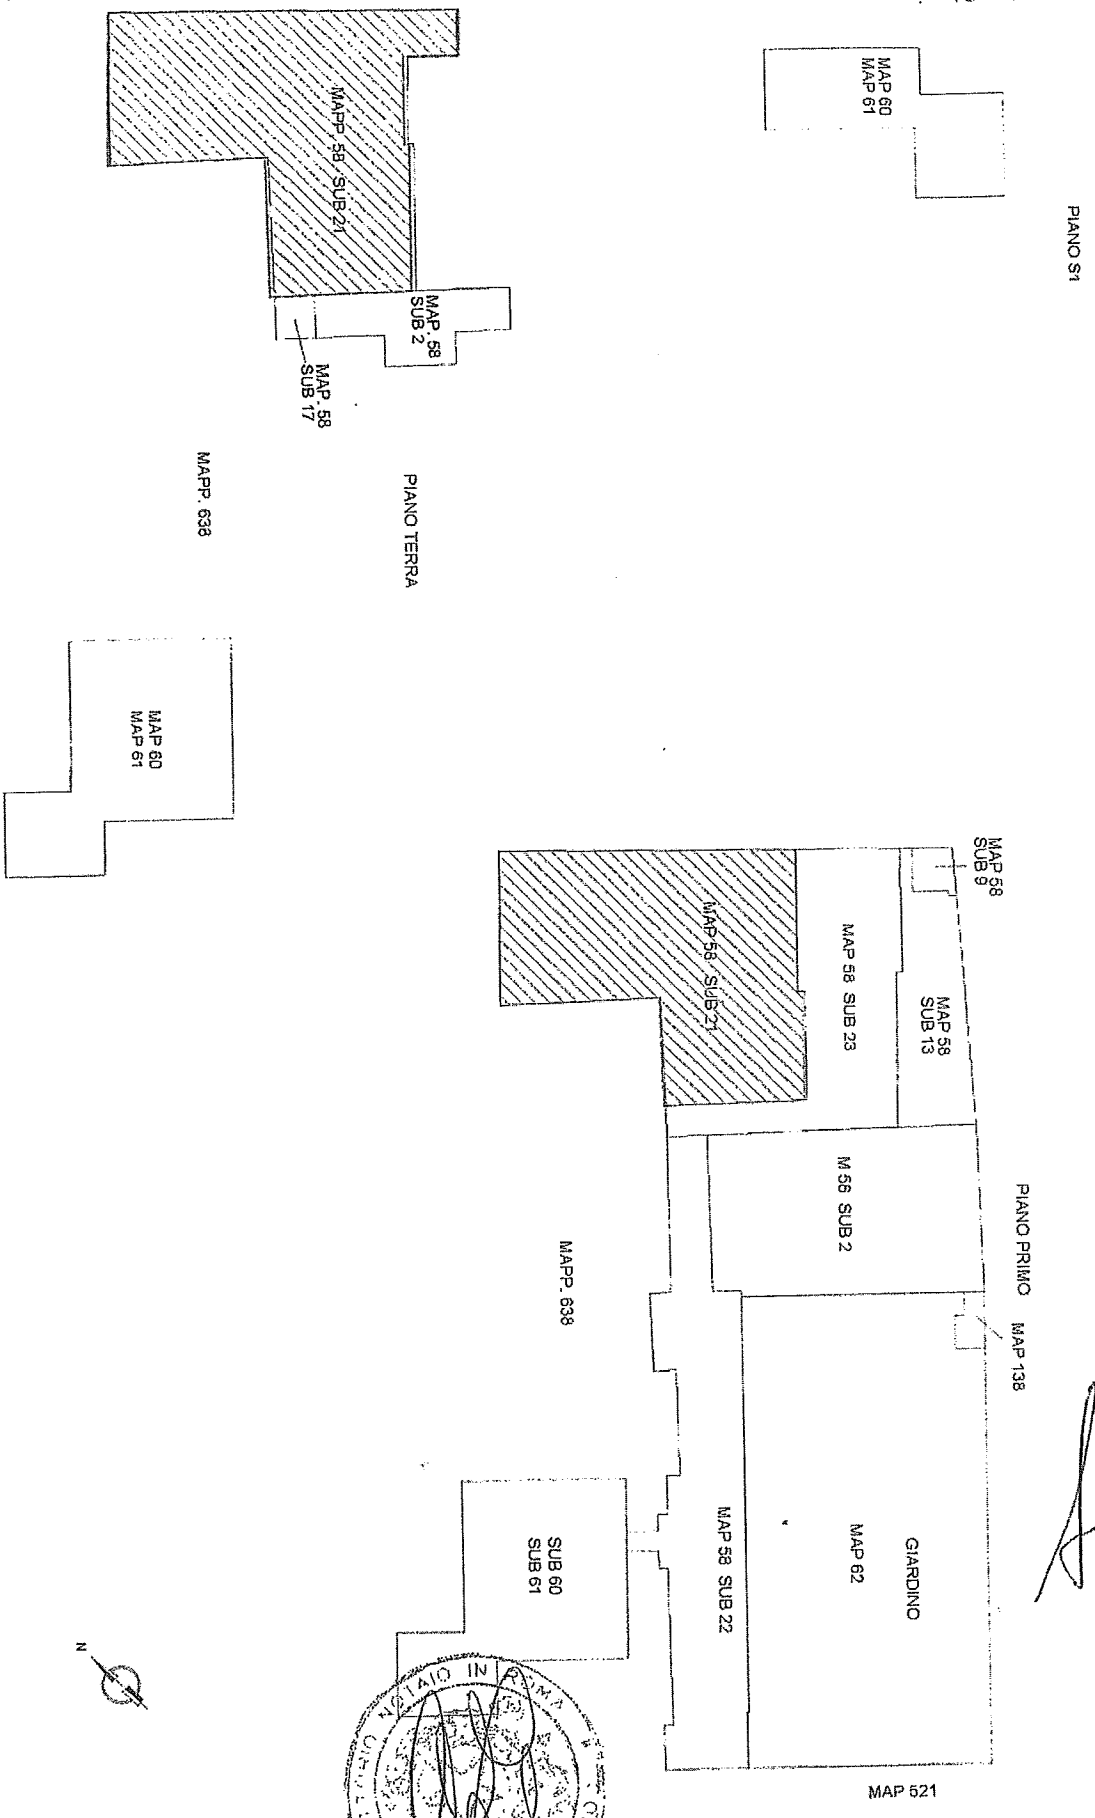 PIANO S1
MAP 60
MAP 61
MAPP. 58 SUB 21
MAP. 58
SUB 2
MAP. 58
SUB 17
PIANO TERRA
MAPP. 638
MAP 60
MAP 61
PIANO PRIMO
MAP 58
SUB 9
MAP 58
SUB 13
MAP 58 SUB 23
MAP 58 SUB 21
M 58 SUB 2
MAP 138
MAPP. 638
GIARDINO
MAP 62
MAP 58 SUB 22
SUB 60
SUB 61
MAP 521
N
NOTAIO IN ROMA